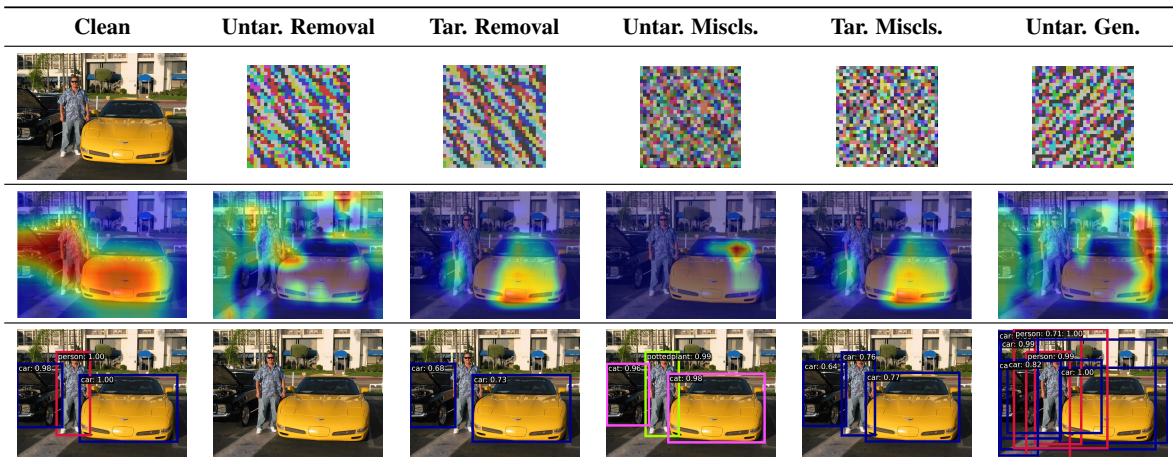 Clean Untar. Removal Tar. Removal Untar. Miscls. Tar. Miscls. Untar. Gen.
person: 1.00
car: 0.98
car: 1.00
car: 0.68
car: 0.73
pottedplant: 0.99
cat: 0.96
cat: 0.98
car: 0.76
0.64
car: 0.77
person: 0.71: 1.00
car: 0.99
person: 0.99
car: 0.82
car: 1.00